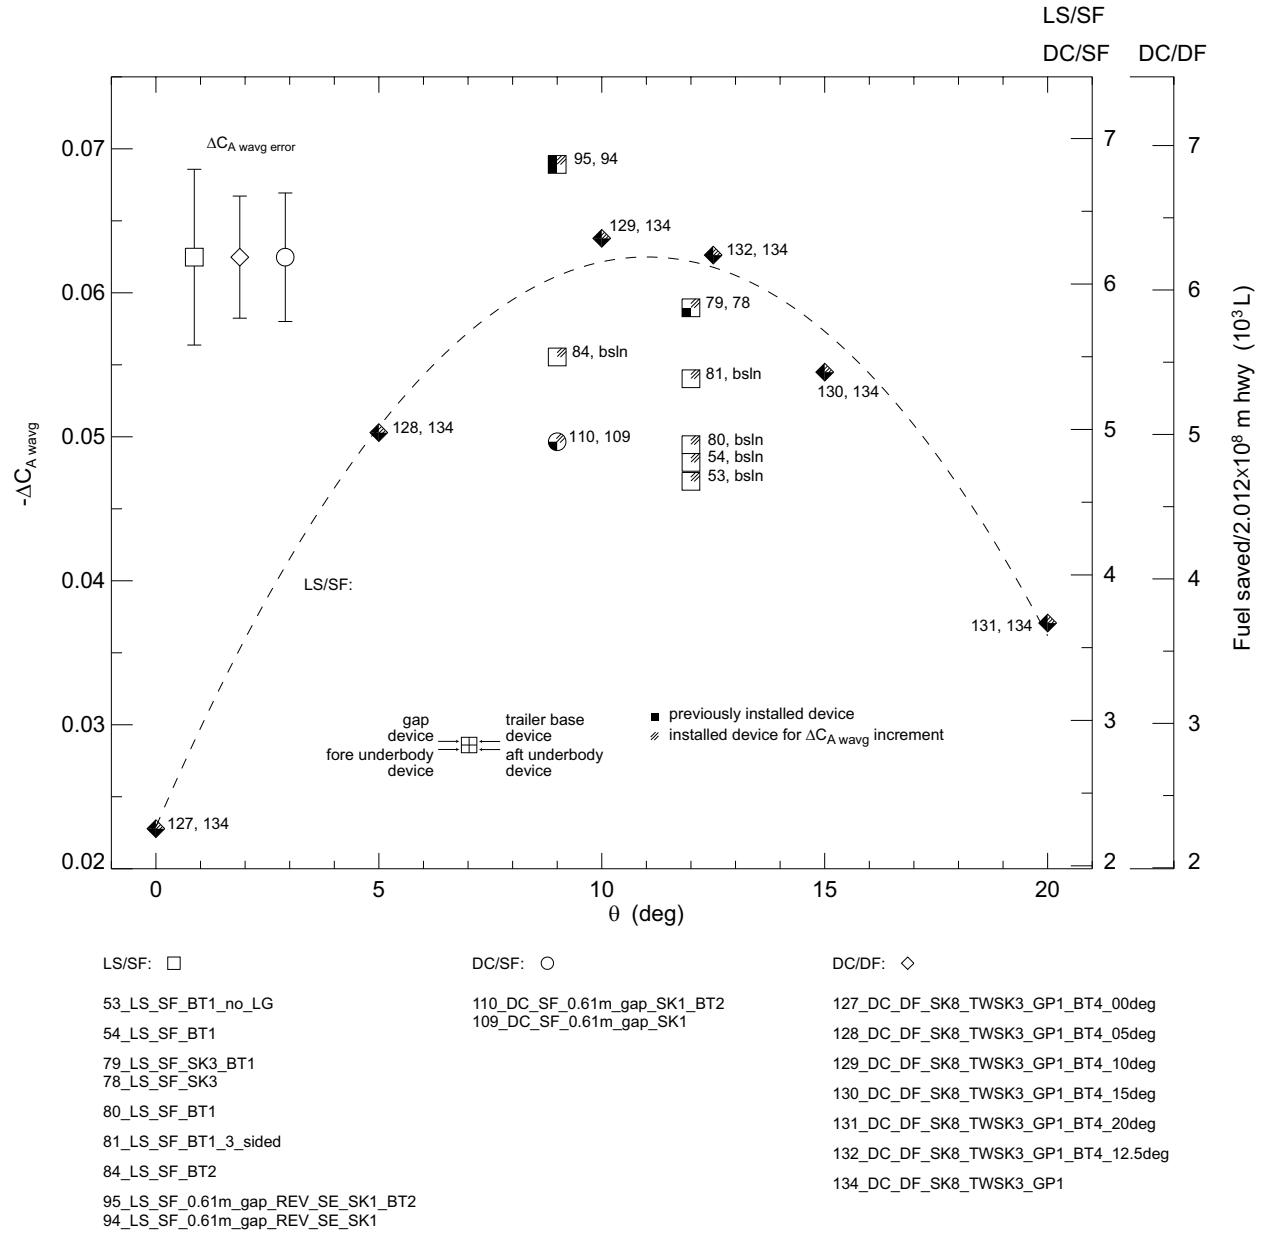 LS/SF
DC/SF DC/DF
ΔC_A wavg error
0.07
0.06
0.05
0.04
0.03
0.02
-ΔC_A wavg
95, 94
129, 134
132, 134
79, 78
84, bsln
81, bsln
130, 134
128, 134
110, 109
80, bsln
54, bsln
53, bsln
LS/SF:
131, 134
127, 134
gap device
trailer base device
fore underbody device
aft underbody device
previously installed device
installed device for ΔC_A wavg increment
7
6
5
4
3
2
7
6
5
4
3
2
Fuel saved/2.012×10⁸ m hwy (10³ L)
0 5 10 15 20
θ (deg)
LS/SF:
53_LS_SF_BT1_no_LG
54_LS_SF_BT1
79_LS_SF_SK3_BT1
78_LS_SF_SK3
80_LS_SF_BT1
81_LS_SF_BT1_3_sided
84_LS_SF_BT2
95_LS_SF_0.61m_gap_REV_SE_SK1_BT2
94_LS_SF_0.61m_gap_REV_SE_SK1
DC/SF:
110_DC_SF_0.61m_gap_SK1_BT2
109_DC_SF_0.61m_gap_SK1
DC/DF:
127_DC_DF_SK8_TWSK3_GP1_BT4_00deg
128_DC_DF_SK8_TWSK3_GP1_BT4_05deg
129_DC_DF_SK8_TWSK3_GP1_BT4_10deg
130_DC_DF_SK8_TWSK3_GP1_BT4_15deg
131_DC_DF_SK8_TWSK3_GP1_BT4_20deg
132_DC_DF_SK8_TWSK3_GP1_BT4_12.5deg
134_DC_DF_SK8_TWSK3_GP1